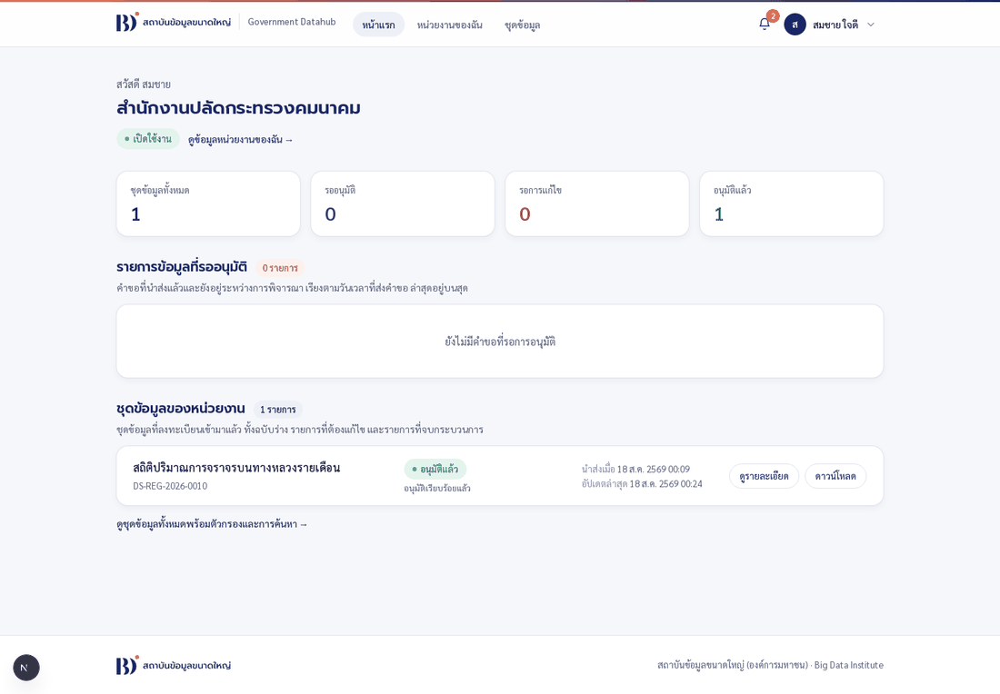 สถาบันข้อมูลขนาดใหญ่ Government Datahub หน้าแรก หน่วยงานของฉัน ชุดข้อมูล 2 ส สมชาย ใจดี
สวัสดี สมชาย
สำนักงานปลัดกระทรวงคมนาคม
เปิดใช้งาน ดูข้อมูลหน่วยงานของฉัน →
ชุดข้อมูลทั้งหมด รออนุมัติ รอการแก้ไข อนุมัติแล้ว
1 0 0 1
รายการข้อมูลที่รออนุมัติ 0 รายการ
คำขอที่นำส่งแล้วและยังอยู่ระหว่างการพิจารณา เรียงตามวันเวลาที่ส่งคำขอ ล่าสุดอยู่บนสุด
ยังไม่มีคำขอที่รอการอนุมัติ
ชุดข้อมูลของหน่วยงาน 1 รายการ
ชุดข้อมูลที่ลงทะเบียนเข้ามาแล้ว ทั้งฉบับร่าง รายการที่ต้องแก้ไข และรายการที่จบกระบวนการ
สถิติปริมาณการจราจรบนทางหลวงรายเดือน อนุมัติแล้ว นำส่งเมื่อ 18 ส.ค. 2569 00:09 ดูรายละเอียด ดาวน์โหลด
DS-REG-2026-0010 อนุมัติเรียบร้อยแล้ว อัปเดตล่าสุด 18 ส.ค. 2569 00:24
ดูชุดข้อมูลทั้งหมดพร้อมตัวกรองและการค้นหา →
N สถาบันข้อมูลขนาดใหญ่ สถาบันข้อมูลขนาดใหญ่ (องค์การมหาชน) · Big Data Institute